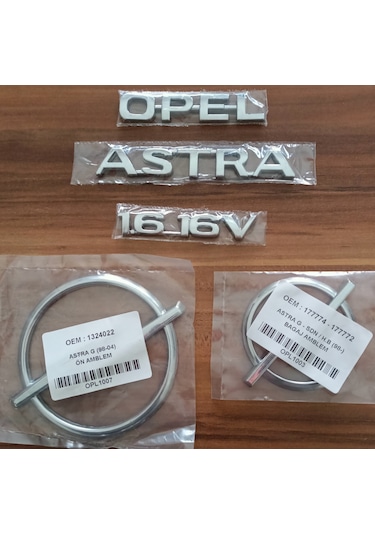 OPEL
ASTRA
1.6 16V
OEM : 1324022
ASTRA G (98-04)
ÖN AMBLEM
OPL1007
OEM : 177774 - 177772
ASTRA G - SDN / H.B (98-)
BAGAJ AMBLEM
OPL1003